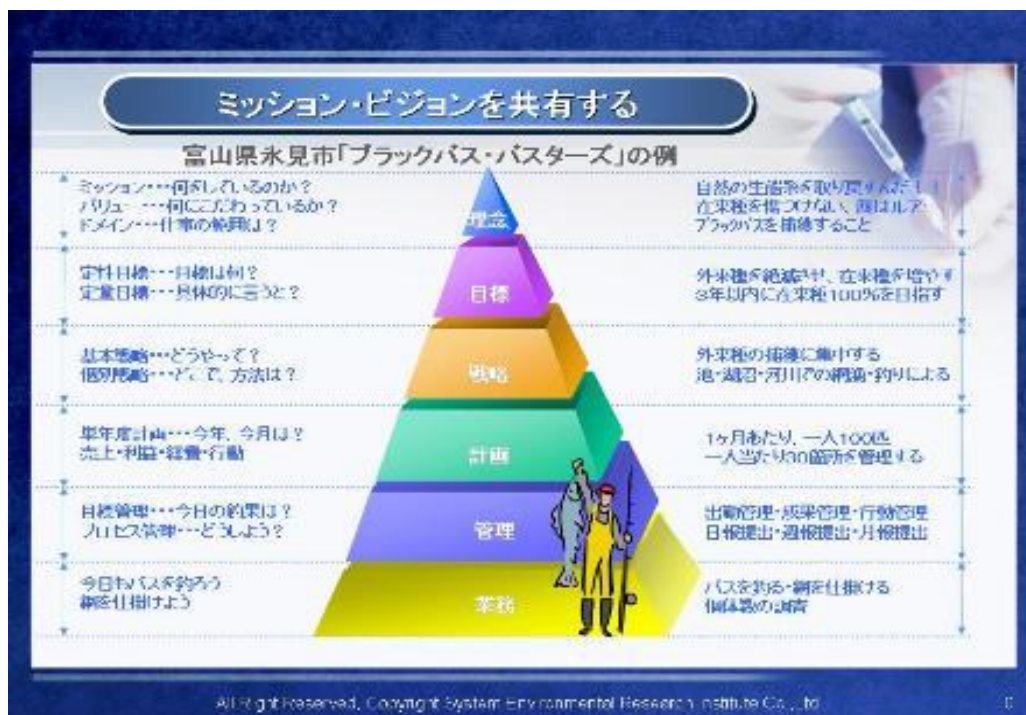 ミッション・ビジョンを共有する
富山県氷見市「ブラックバス・バスターズ」の例
ミッション・・・何をしているのか？
バリュー・・・何にこだわっているか？
ドメイン・・・仕事の範囲は？
理念
自然の生態系を取り戻すんだ！！
在来種を傷つけない、餌はルアー
ブラックバスを捕獲すること
定性目標・・・目標は何？
定量目標・・・具体的に言うと？
目標
外来種を絶滅させ、在来種を増やす
3年以内に在来種100％を目指す
基本戦略・・・どうやって？
個別戦略・・・どこで、方法は？
戦略
外来種の捕獲に集中する
池・湖沼・河川での網漁・釣りによる
単年度計画・・・今年、今月は？
売上・利益・経費・行動
計画
1ヶ月あたり、一人100匹
一人当たり30箇所を管理する
目標管理・・・今日の釣果は？
プロセス管理・・・どうしよう？
管理
出勤管理・成果管理・行動管理
日報提出・週報提出・月報提出
今日もバスを釣ろう
網を仕掛けよう
業務
バスを釣る・網を仕掛ける
個体数の調査
All Right Reserved, Copyright System Environmental Research Institute Co., ltd